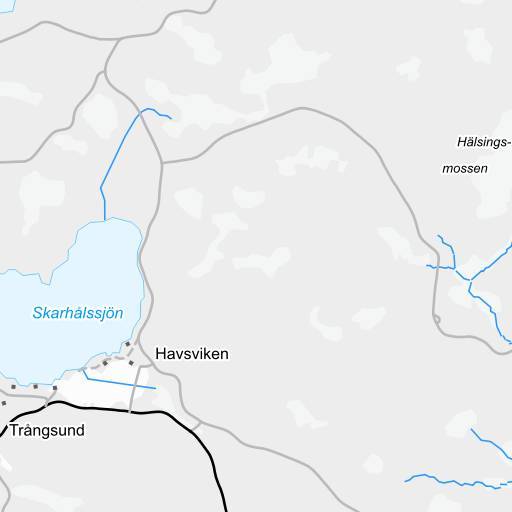 Hälsings-
mossen
Skarhålssjön
Havsviken
Trångsund